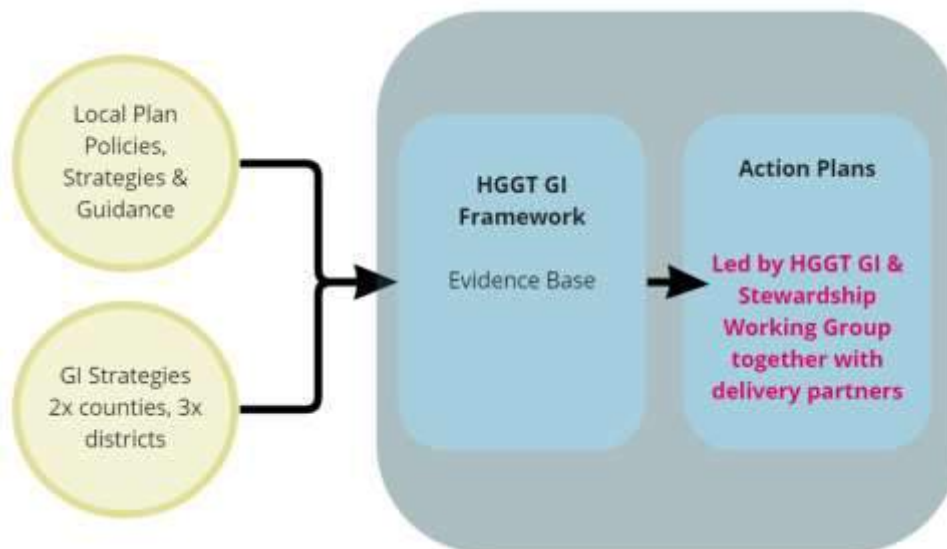 Local Plan
Policies,
Strategies &
Guidance
GI Strategies
2x counties, 3x
districts
HGGT GI
Framework
Evidence Base
Action Plans
Led by HGGT GI &
Stewardship
Working Group
together with
delivery partners